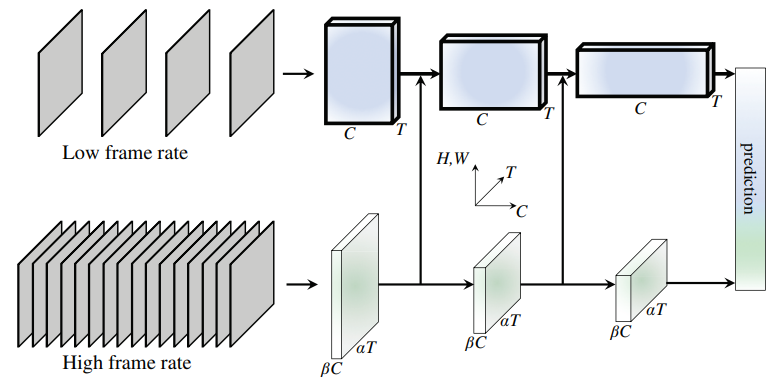 C
T
C
T
C
T
Low frame rate
H,W
T
C
prediction
αT
βC
αT
βC
αT
βC
High frame rate